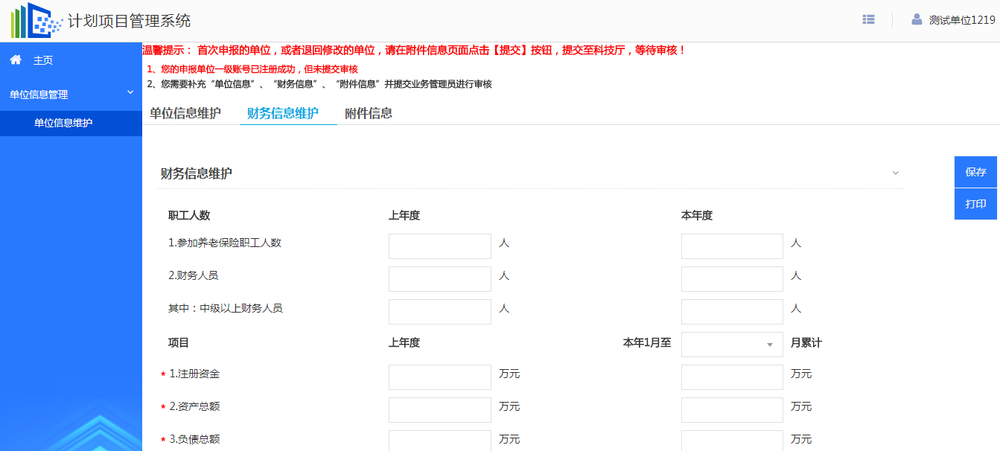 计划项目管理系统
测试单位1219
主页
单位信息管理
单位信息维护
温馨提示： 首次申报的单位，或者退回修改的单位，请在附件信息页面点击【提交】按钮，提交至科技厅，等待审核！
1、您的申报单位一级账号已注册成功，但未提交审核
2、您需要补充“单位信息”、“财务信息”、“附件信息”并提交业务管理员进行审核
单位信息维护 财务信息维护 附件信息
财务信息维护
保存
打印
职工人数 上年度 本年度
1.参加养老保险职工人数 人 人
2.财务人员 人 人
其中：中级以上财务人员 人 人
项目 上年度 本年1月至 月累计
* 1.注册资金 万元 万元
* 2.资产总额 万元 万元
* 3.负债总额 万元 万元